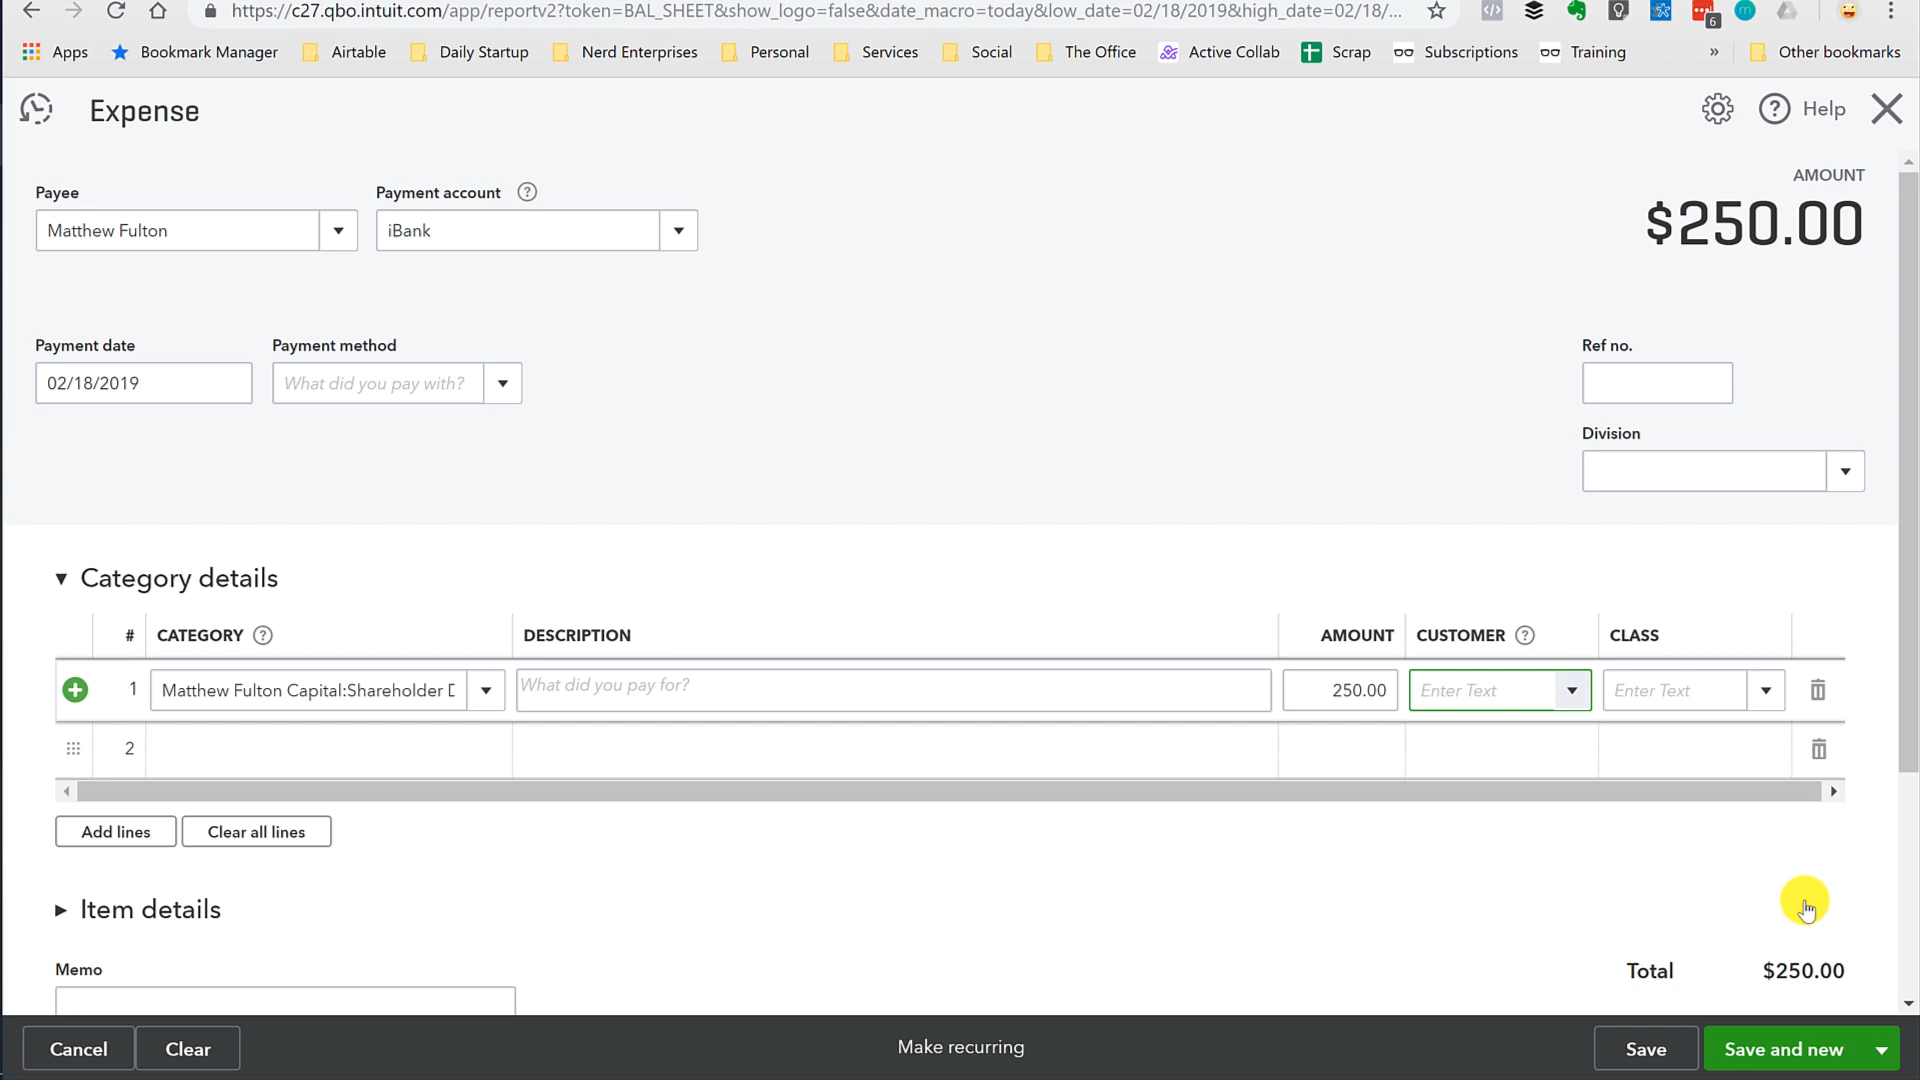 https://c27.qbo.intuit.com/app/reportv2?token=BAL_SHEET&show_logo=false&date_macro=today&low_date=02/18/2019&high_date=02/18/...
6
m
Apps
Bookmark Manager
Airtable
Daily Startup
Nerd Enterprises
Personal
Services
Social
The Office
Active Collab
Scrap
Subscriptions
Training
»
Other bookmarks
Expense
? Help
AMOUNT
$250.00
Payee
Payment account ?
Matthew Fulton
iBank
Payment date
Payment method
Ref no.
02/18/2019
What did you pay with?
Division
Category details
# CATEGORY ? DESCRIPTION AMOUNT CUSTOMER ? CLASS
1 Matthew Fulton Capital:Shareholder D What did you pay for? 250.00 Enter Text Enter Text
2
Add lines
Clear all lines
Item details
Memo
Total $250.00
Cancel
Clear
Make recurring
Save
Save and new